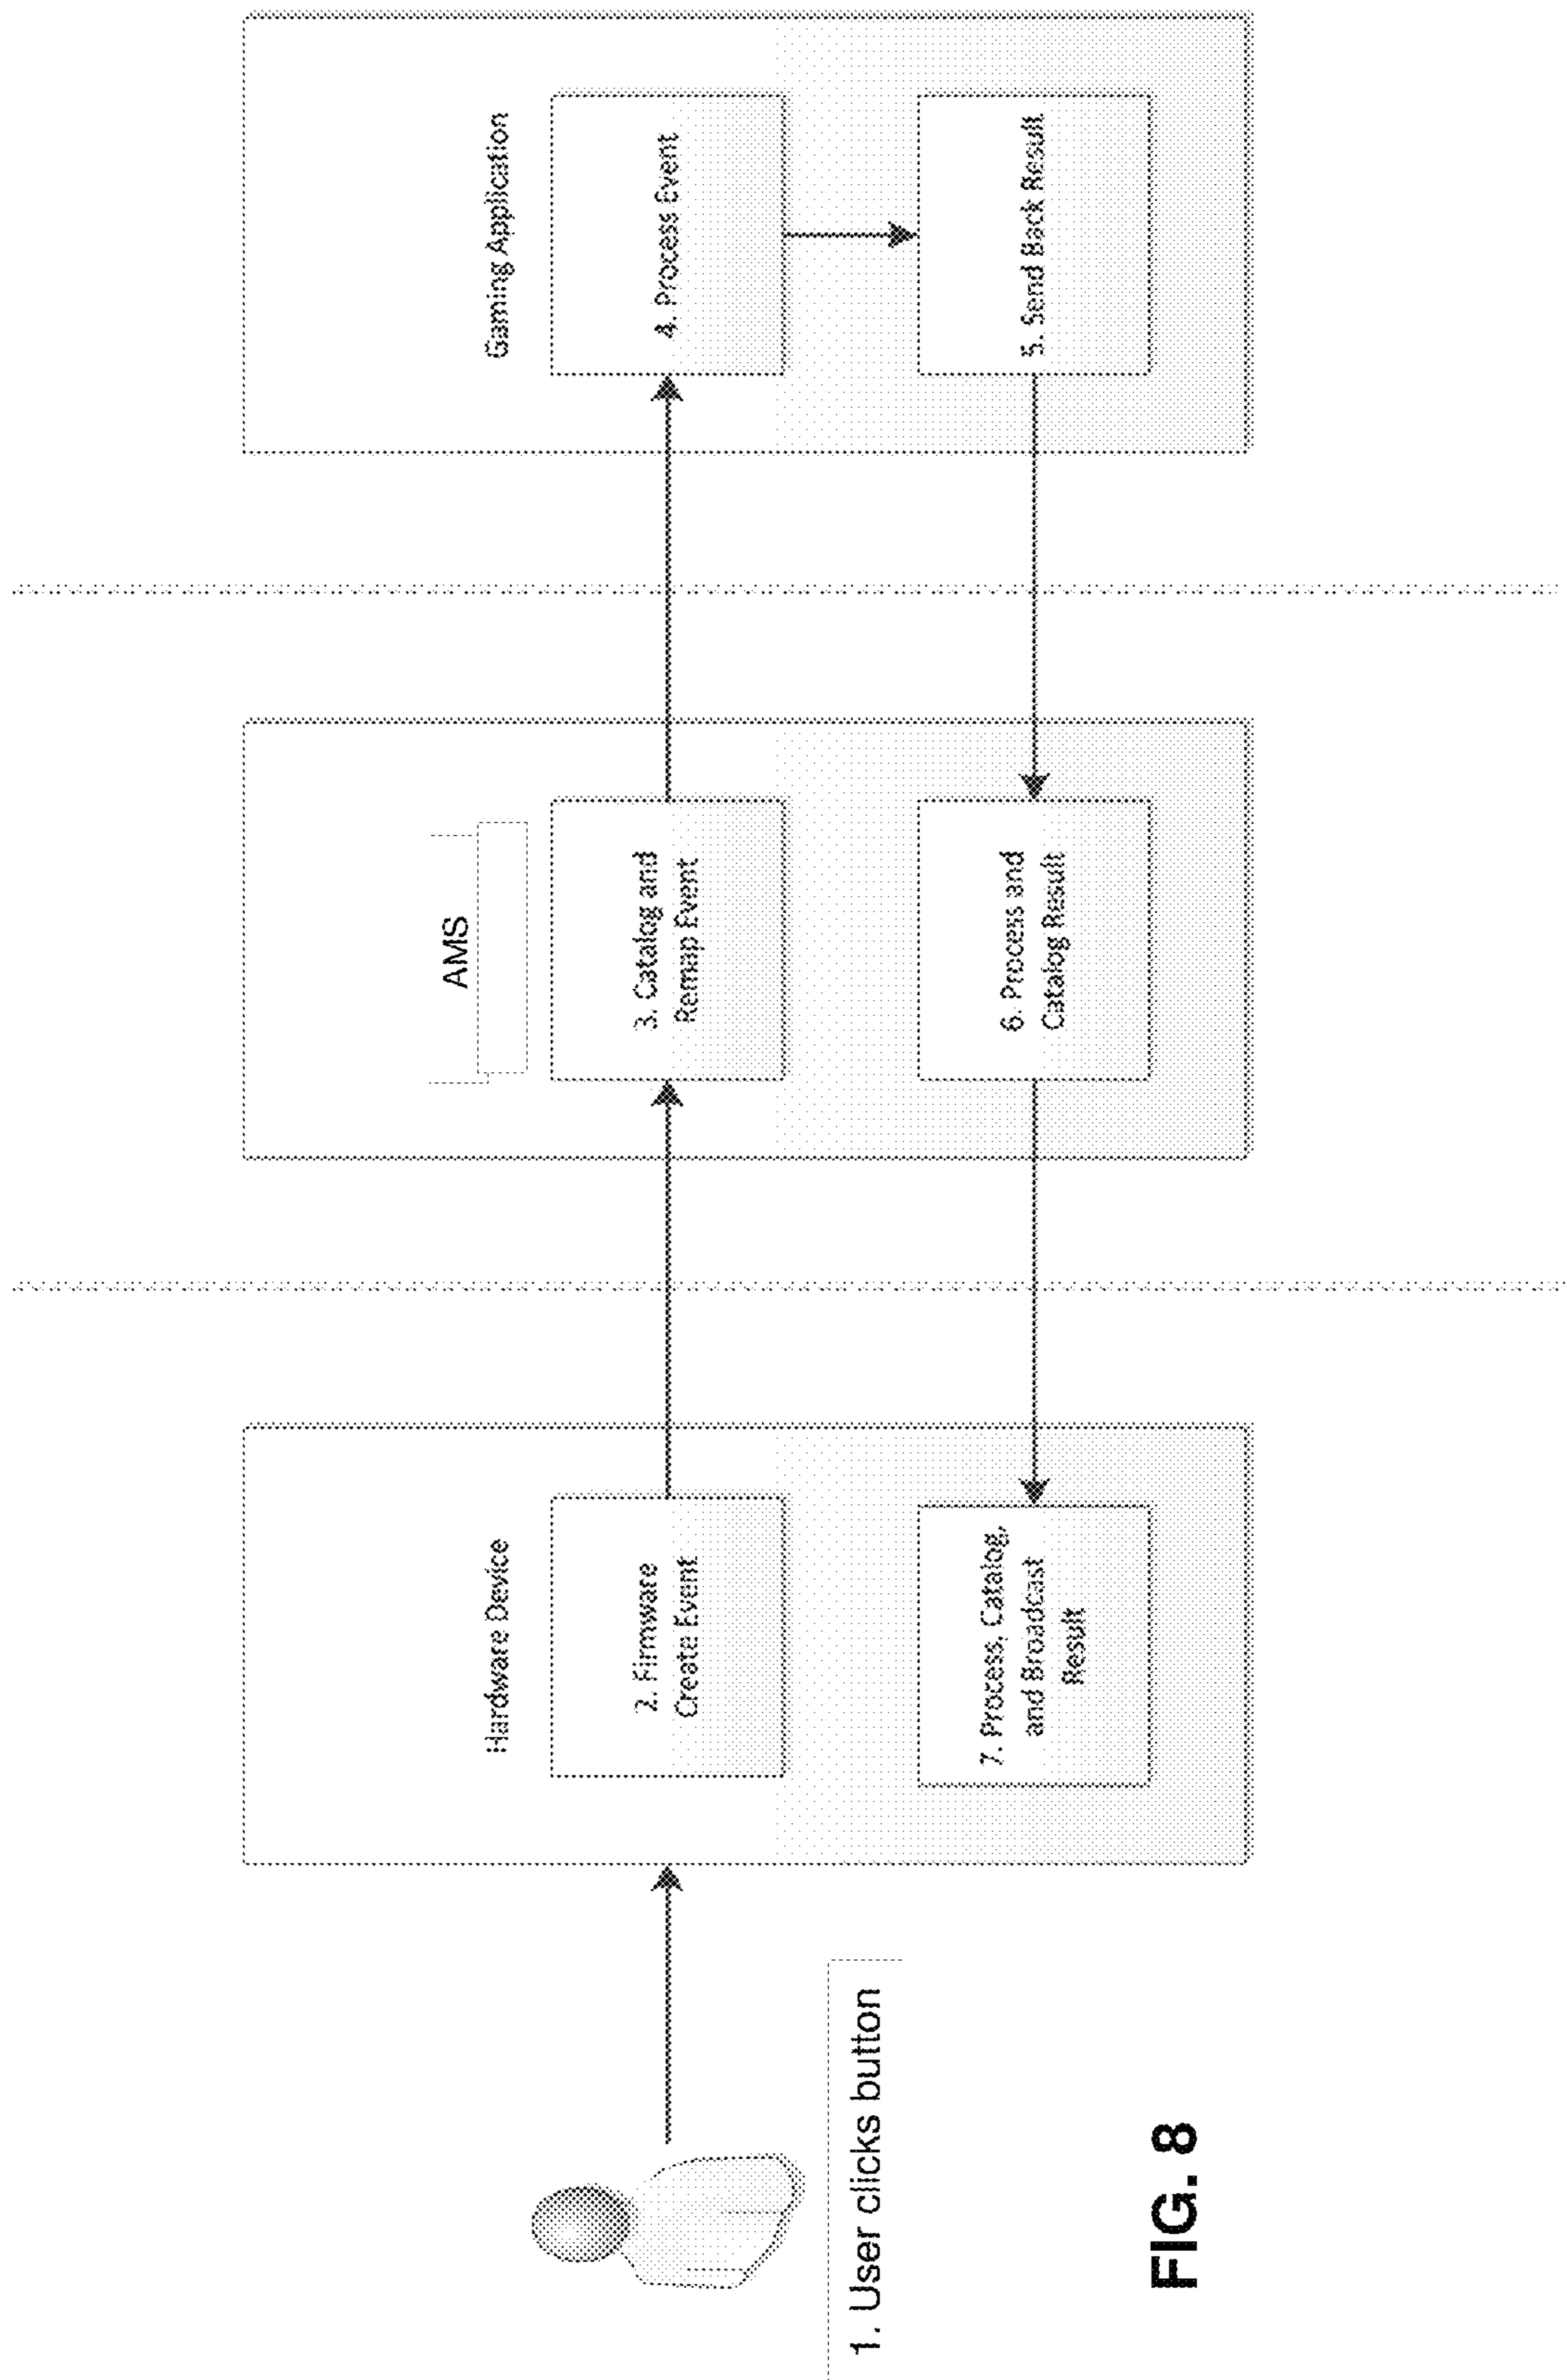 1. User clicks button
Hardware Device
2. Firmware
Create Event
7. Process, Catalog,
and Broadcast
Result
AMS
3. Catalog and
Remap Event
6. Process and
Catalog Result
Gaming Application
4. Process Event
5. Send Back Result
FIG. 8